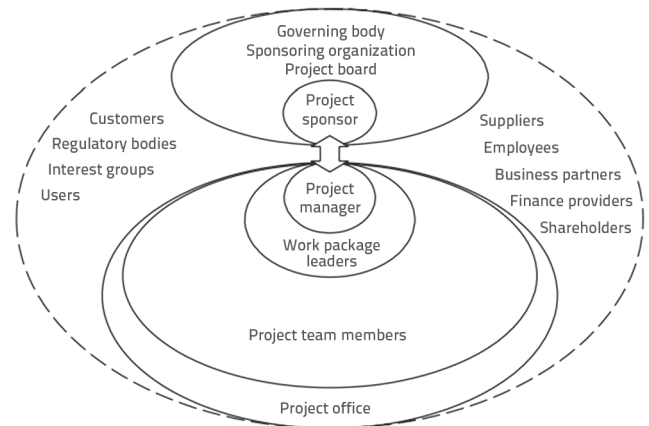 Governing body
Sponsoring organization
Project board
Project
sponsor
Customers
Regulatory bodies
Interest groups
Users
Suppliers
Employees
Business partners
Finance providers
Shareholders
Project
manager
Work package
leaders
Project team members
Project office